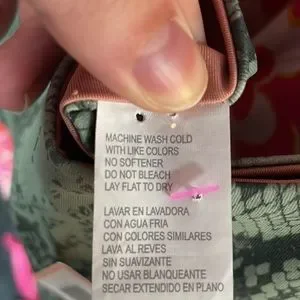 MACHINE WASH COLD
WITH LIKE COLORS
NO SOFTENER
DO NOT BLEACH
LAY FLAT TO DRY
LAVAR EN LAVADORA
CON AGUA FRIA
CON COLORES SIMILARES
LAVA AL REVES
SIN SUAVIZANTE
NO USAR BLANQUEANTE
SECAR EXTENDIDO EN PLANO